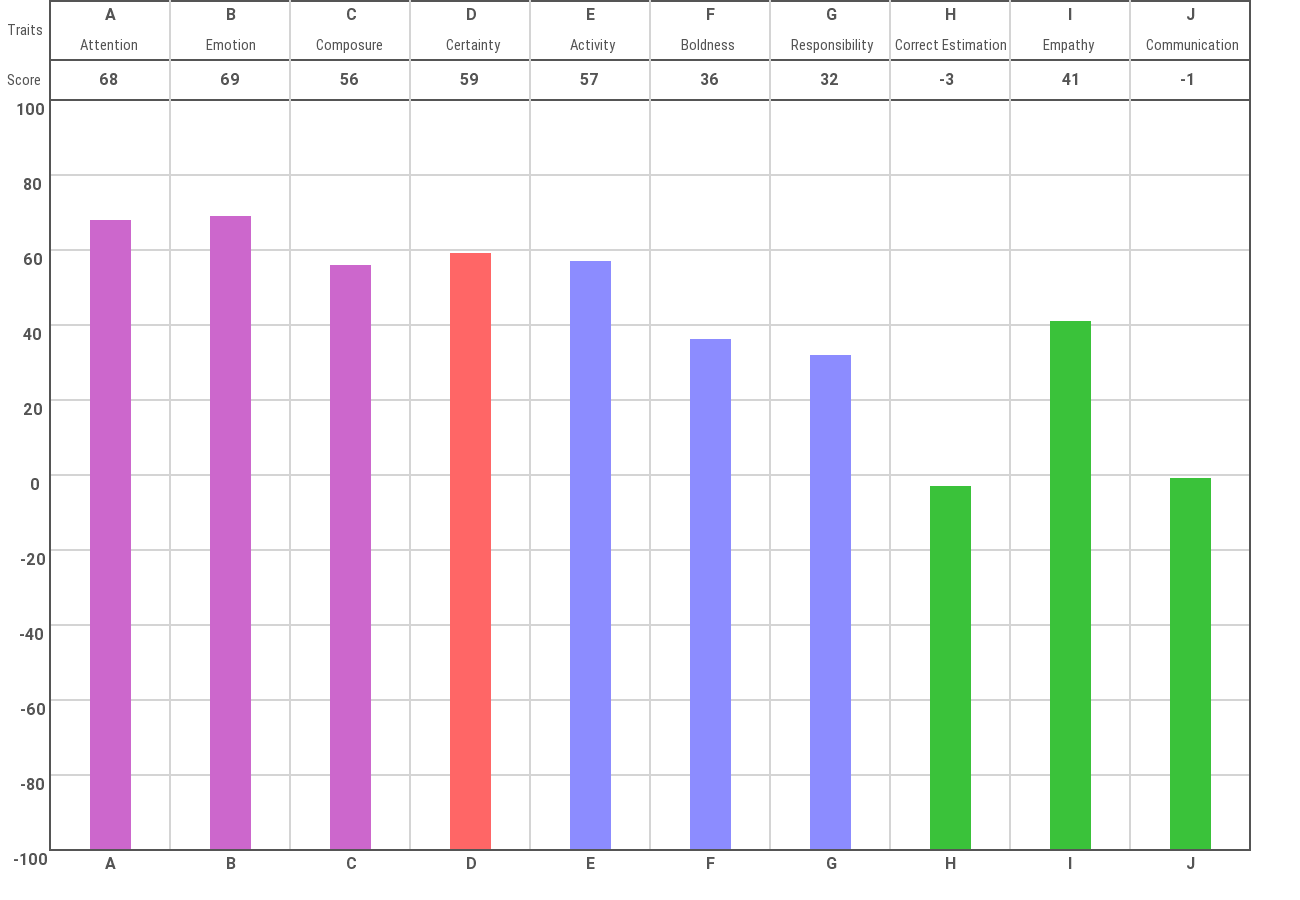 A B C D E F G H I J
Traits
Attention Emotion Composure Certainty Activity Boldness Responsibility Correct Estimation Empathy Communication
Score 68 69 56 59 57 36 32 -3 41 -1
100
80
60
40
20
0
-20
-40
-60
-80
-100
A B C D E F G H I J